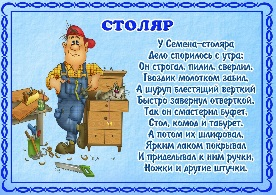 СТОЛЯР
У Семена-столяра
Дело спорилось с утра:
Он строгал, пилил, сверлил.
Гвоздик молотком забил.
А шуруп блестящий верткий
Быстро завернул отверткой.
Так он смастерил буфет.
Стол, комод и табурет.
А потом их шлифовал,
Ярким лаком покрывал
И приделывал к ним ручки,
Ножки и другие штучки.